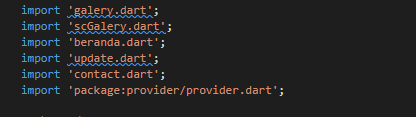 import 'galery.dart';
import 'scGalery.dart';
import 'beranda.dart';
import 'update.dart';
import 'contact.dart';
import 'package:provider/provider.dart';